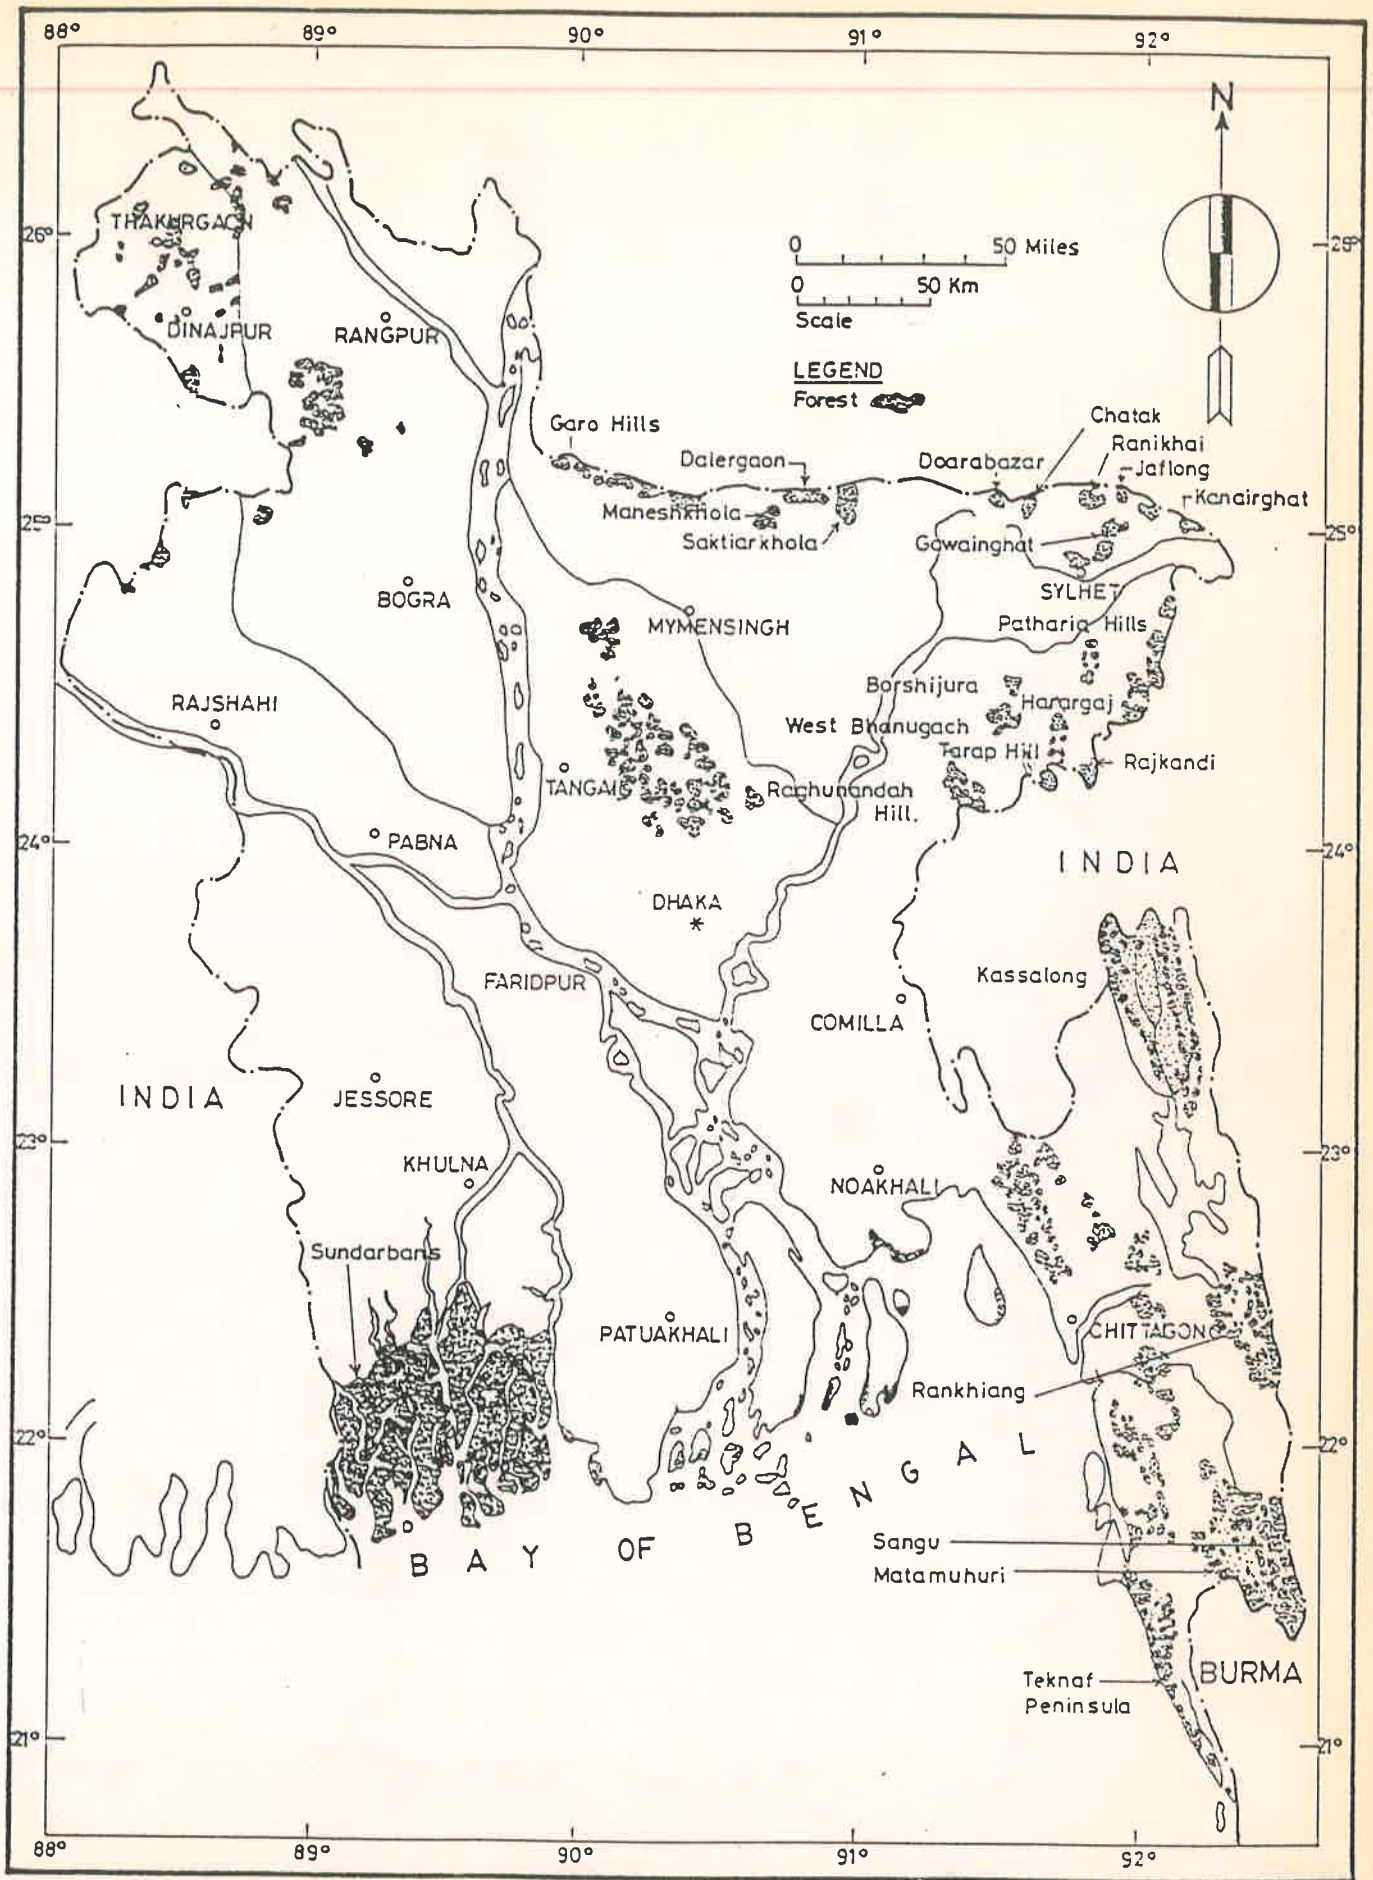 88° 89° 90° 91° 92°
N
THAKURGAON
26° 26°
0 50 Miles
0 50 Km
Scale
DINAJPUR
RANGPUR
LEGEND
Forest
Chatak
Garo Hills
Ranikhai
Dalergaon
Doarabazar
Jaflong
Kanairghat
Maneshkhola
25° 25°
Saktiarkhola
Gowainghat
BOGRA
SYLHET
MYMENSINGH
Patharia Hills
Borshijura
RAJSHAHI
Harargaj
West Bhanugach
Tarap Hill
Rajkandi
TANGAIL
Raghunandah
Hill.
PABNA
24° 24°
INDIA
DHAKA
Kassalong
FARIDPUR
COMILLA
INDIA
JESSORE
23° 23°
KHULNA
NOAKHALI
Sundarbans
PATUAKHALI
CHITTAGONG
Rankhiang
22° 22°
BAY OF BENGAL
Sangu
Matamuhuri
Teknaf
Peninsula
BURMA
21° 21°
88° 89° 90° 91° 92°